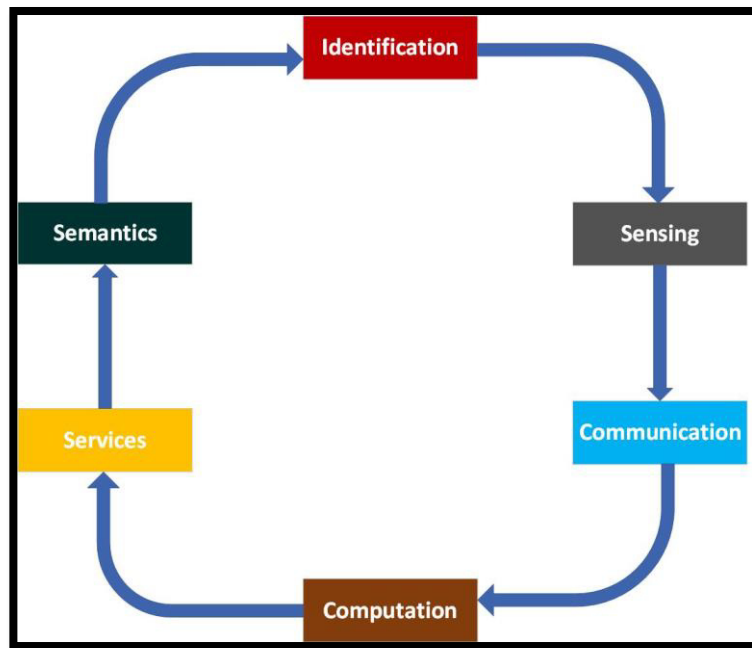 Identification
Sensing
Communication
Computation
Services
Semantics